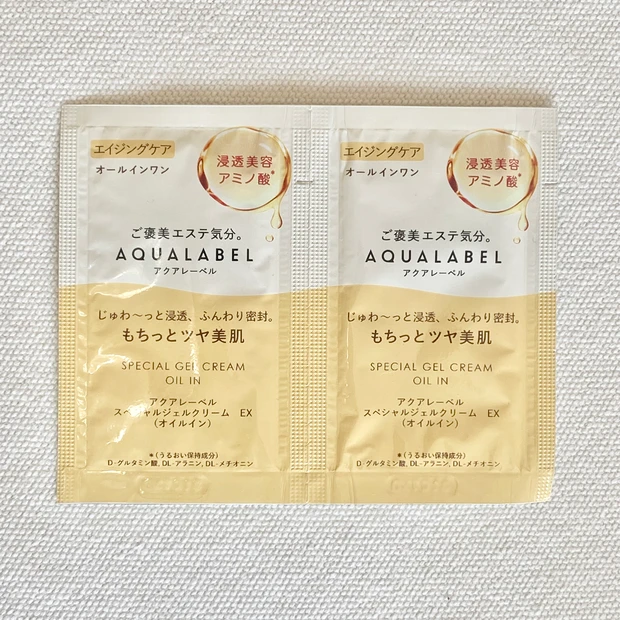 エイジングケア
オールインワン
浸透美容
アミノ酸*
ご褒美エステ気分。
AQUALABEL
アクアレーベル
じゅわ～っと浸透、ふんわり密封。
もちっとツヤ美肌
SPECIAL GEL CREAM
OIL IN
アクアレーベル
スペシャルジェルクリーム EX
（オイルイン）
*（うるおい保持成分）
D-グルタミン酸, DL-アラニン, DL-メチオニン
エイジングケア
オールインワン
浸透美容
アミノ酸*
ご褒美エステ気分。
AQUALABEL
アクアレーベル
じゅわ～っと浸透、ふんわり密封。
もちっとツヤ美肌
SPECIAL GEL CREAM
OIL IN
アクアレーベル
スペシャルジェルクリーム EX
（オイルイン）
*（うるおい保持成分）
D-グルタミン酸, DL-アラニン, DL-メチオニン